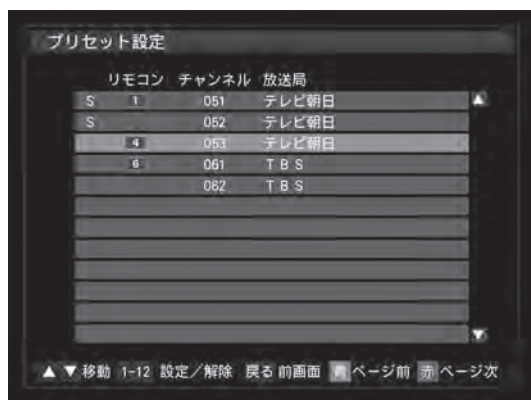 プリセット設定
リモコン チャンネル 放送局
S 1 051 テレビ朝日
S 052 テレビ朝日
4 053 テレビ朝日
6 061 TBS
062 TBS
▲▼移動 1-12 設定/解除 戻る 前画面 青 ページ前 赤 ページ次